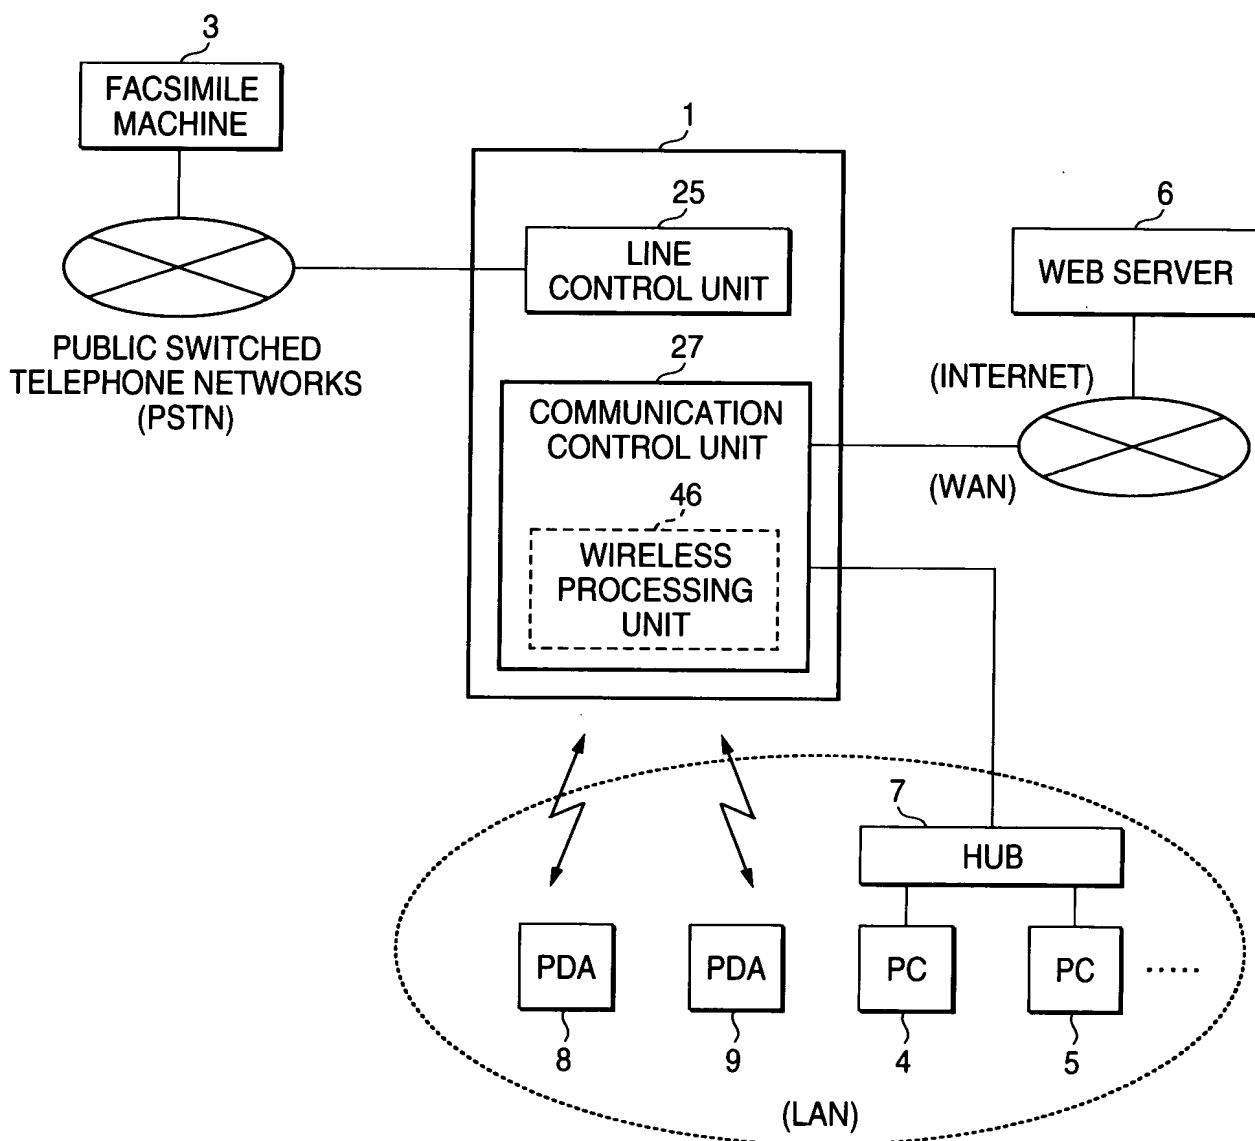 3
FACSIMILE
MACHINE
1
25
LINE
CONTROL UNIT
6
WEB SERVER
PUBLIC SWITCHED
TELEPHONE NETWORKS
(PSTN)
27
COMMUNICATION
CONTROL UNIT
(INTERNET)
(WAN)
46
WIRELESS
PROCESSING
UNIT
7
HUB
PDA
PDA
PC
PC
.....
8
9
4
5
(LAN)